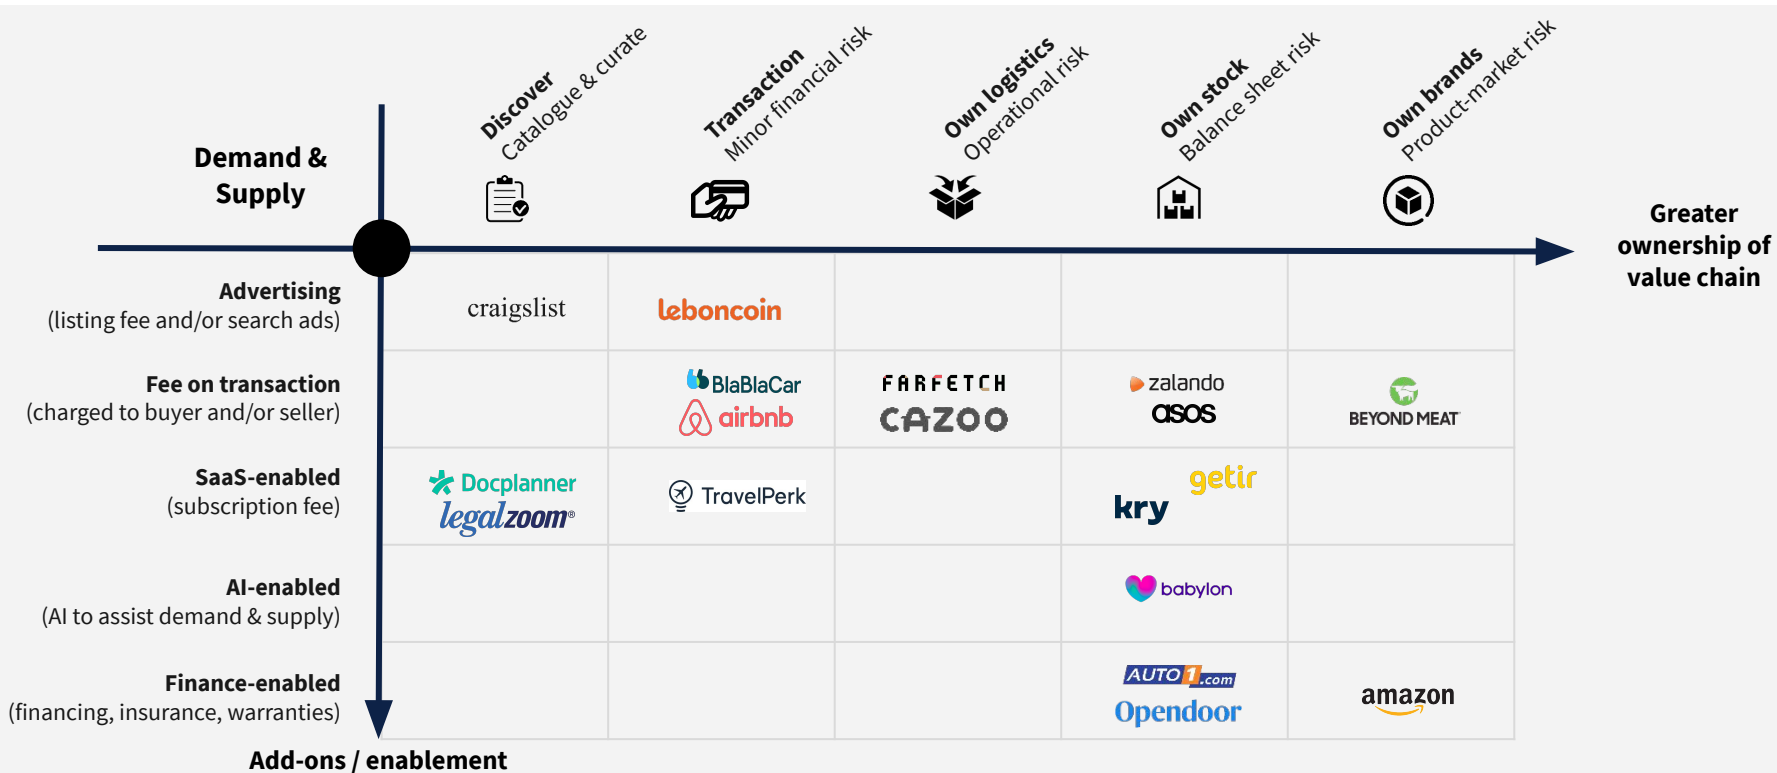 Discover
Catalogue & curate
Transaction
Minor financial risk
Own logistics
Operational risk
Own stock
Balance sheet risk
Own brands
Product-market risk
Demand &
Supply
Greater
ownership of
value chain
Advertising
(listing fee and/or search ads)
craigslist
leboncoin
Fee on transaction
(charged to buyer and/or seller)
BlaBlaCar
airbnb
FARFETCH
CAZOO
zalando
asos
BEYOND MEAT
SaaS-enabled
(subscription fee)
Docplanner
legalzoom®
TravelPerk
getir
kry
AI-enabled
(AI to assist demand & supply)
babylon
Finance-enabled
(financing, insurance, warranties)
AUTO1.com
Opendoor
amazon
Add-ons / enablement